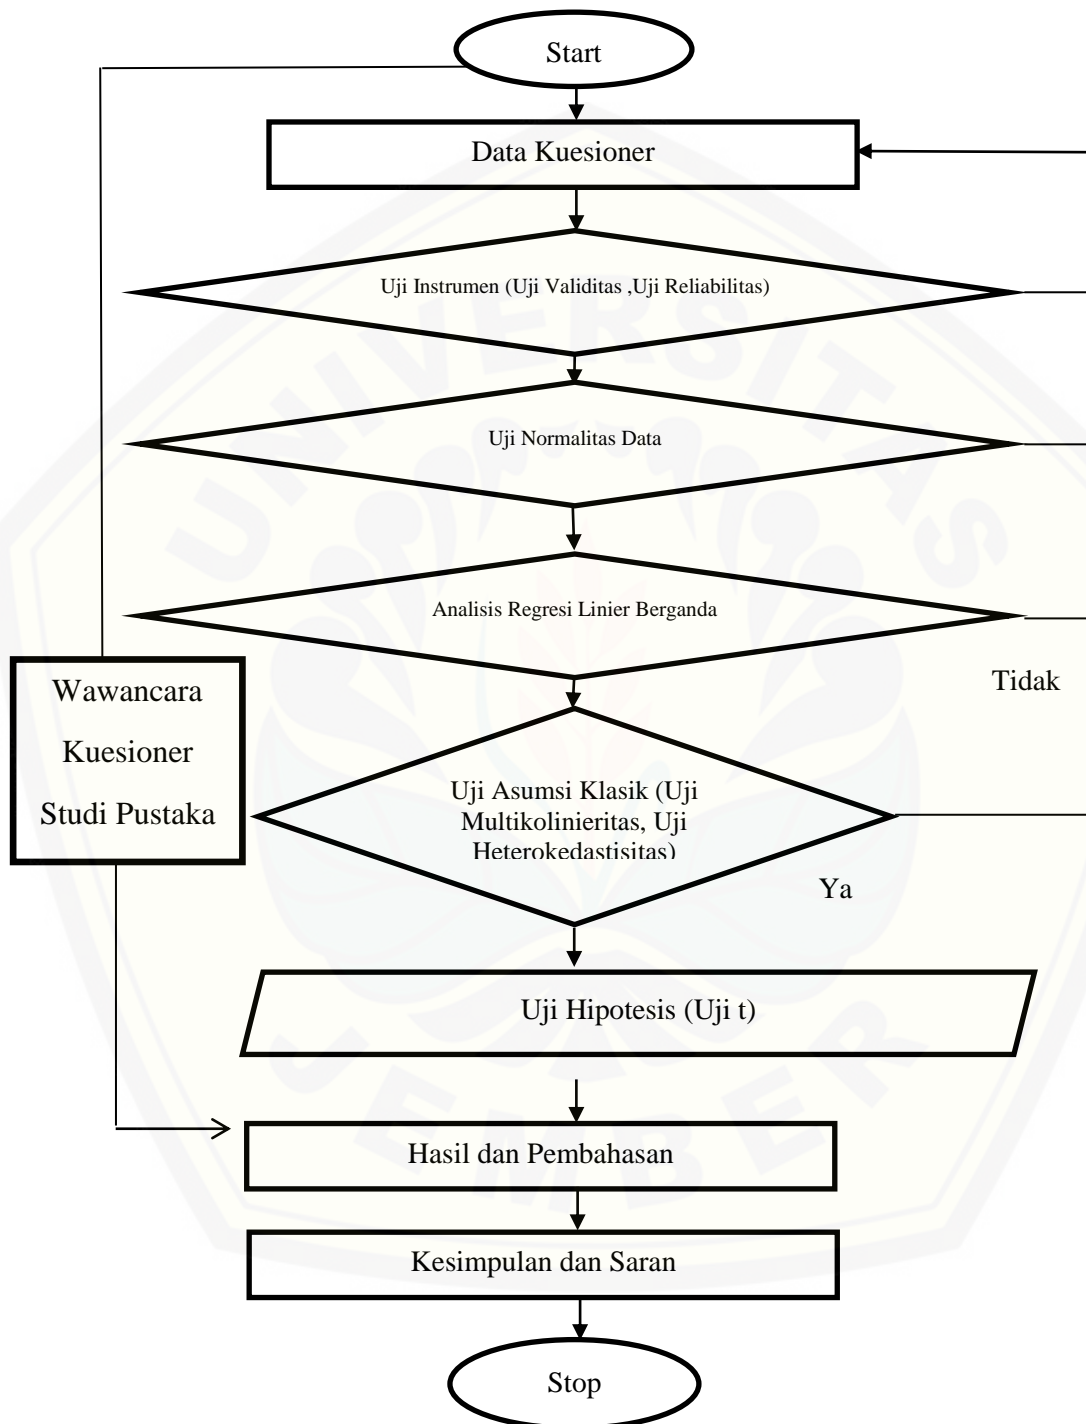 Start
Data Kuesioner
Uji Instrumen (Uji Validitas ,Uji Reliabilitas)
Uji Normalitas Data
Analisis Regresi Linier Berganda
Tidak
Wawancara
Kuesioner
Studi Pustaka
Uji Asumsi Klasik (Uji
Multikolinieritas, Uji
Heterokedastisitas)
Ya
Uji Hipotesis (Uji t)
Hasil dan Pembahasan
Kesimpulan dan Saran
Stop
UNIVERSITAS
JEMBER